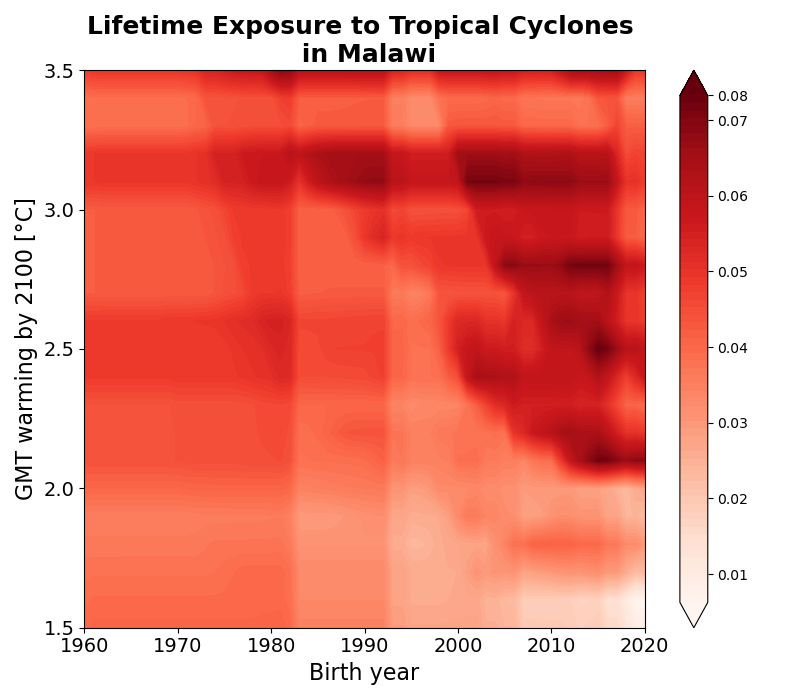 Lifetime Exposure to Tropical Cyclones
in Malawi
GMT warming by 2100 [°C]
3.5
3.0
2.5
2.0
1.5
1960 1970 1980 1990 2000 2010 2020
Birth year
0.08
0.07
0.06
0.05
0.04
0.03
0.02
0.01